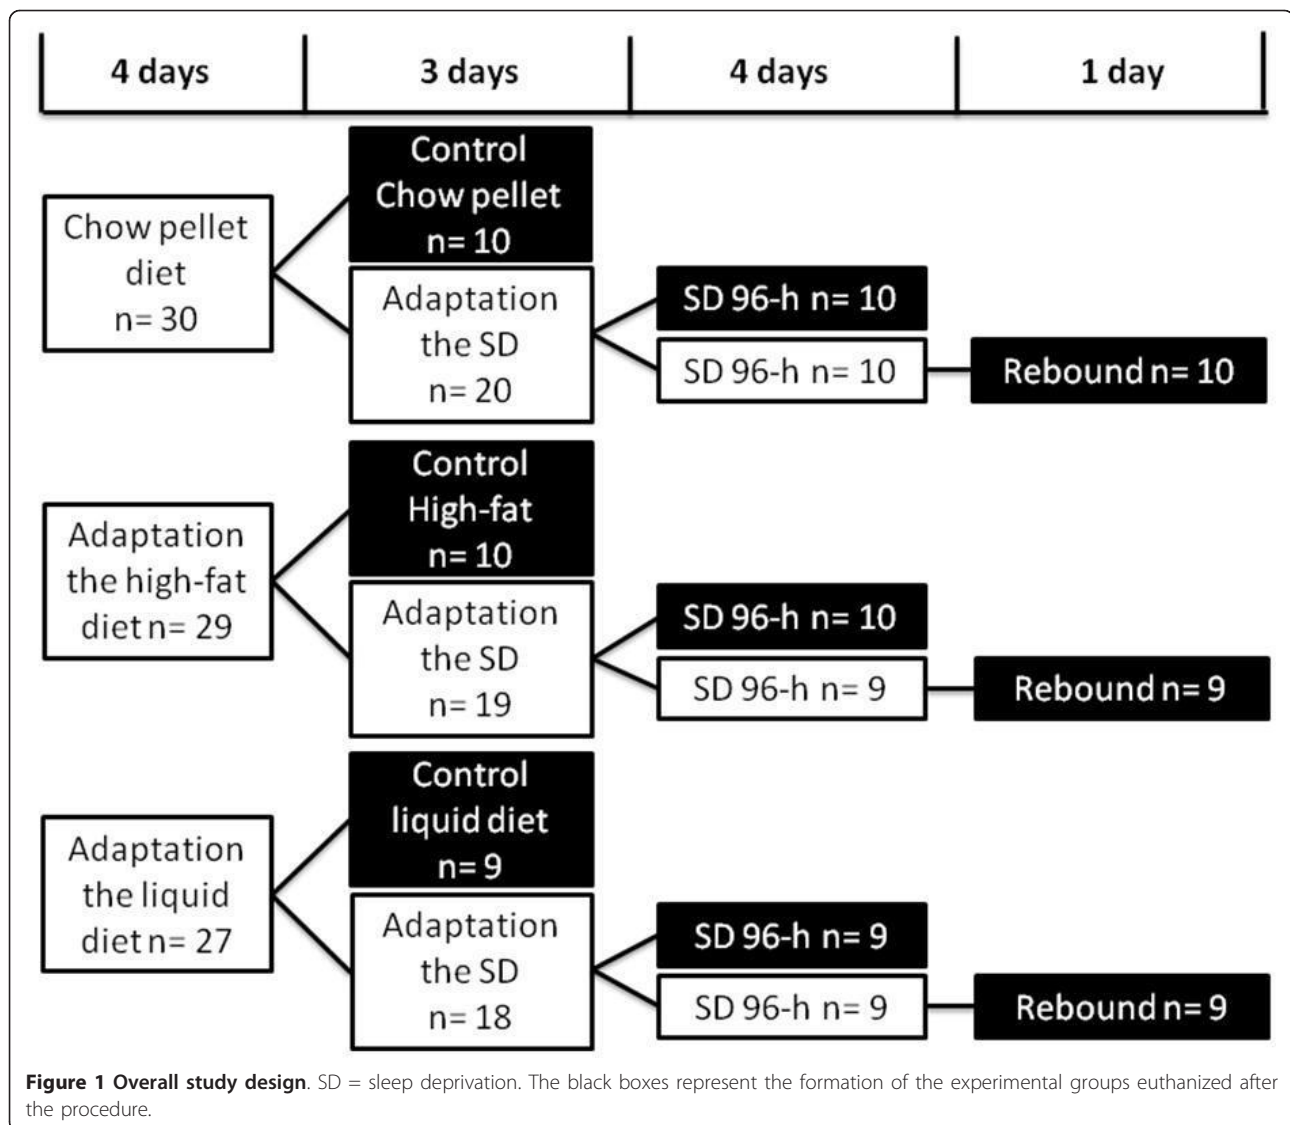 4 days 3 days 4 days 1 day
Chow pellet
diet
n= 30
Control
Chow pellet
n= 10
Adaptation
the SD
n= 20
SD 96-h n= 10
SD 96-h n= 10
Rebound n= 10
Adaptation
the high-fat
diet n= 29
Control
High-fat
n= 10
Adaptation
the SD
n= 19
SD 96-h n= 10
SD 96-h n= 9
Rebound n= 9
Adaptation
the liquid
diet n= 27
Control
liquid diet
n= 9
Adaptation
the SD
n= 18
SD 96-h n= 9
SD 96-h n= 9
Rebound n= 9
Figure 1 Overall study design. SD = sleep deprivation. The black boxes represent the formation of the experimental groups euthanized after
the procedure.